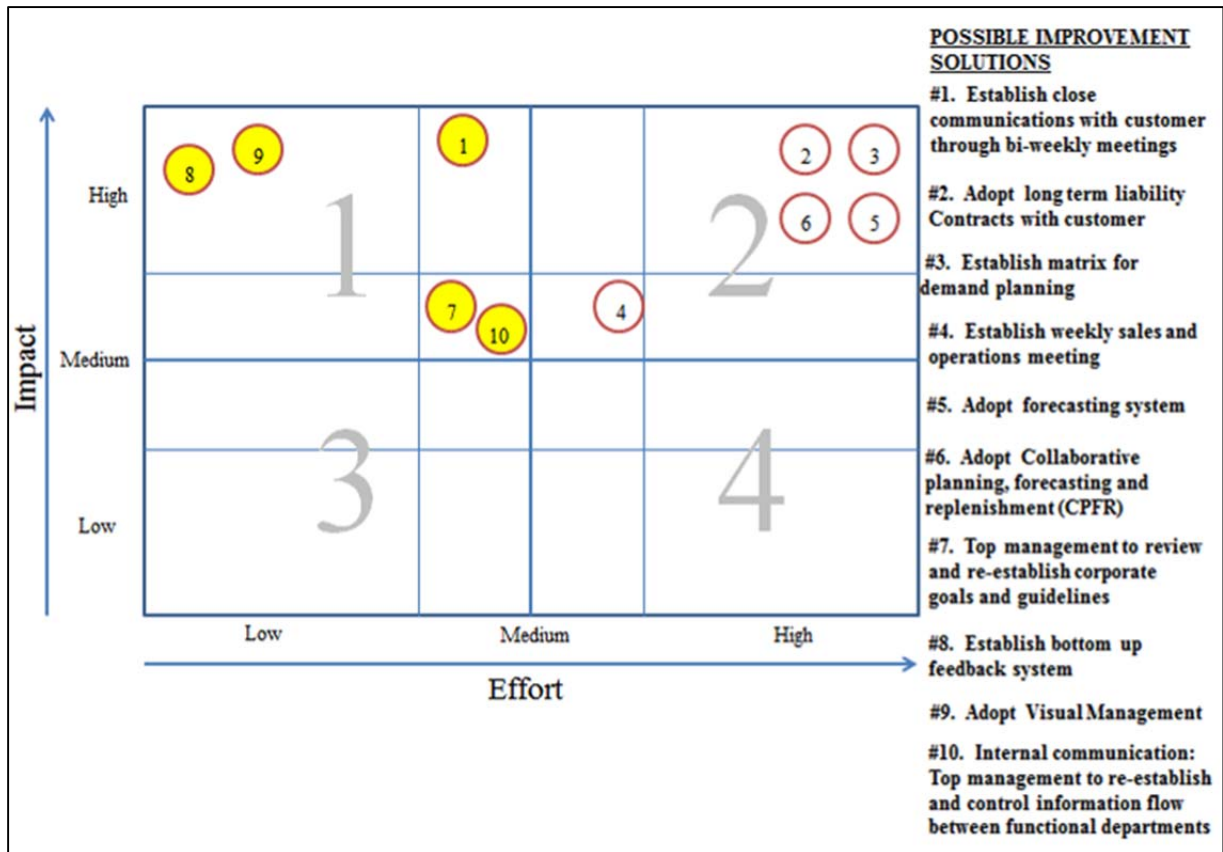 POSSIBLE IMPROVEMENT
SOLUTIONS
#1. Establish close
communications with customer
through bi-weekly meetings
#2. Adopt long term liability
Contracts with customer
#3. Establish matrix for
demand planning
#4. Establish weekly sales and
operations meeting
#5. Adopt forecasting system
#6. Adopt Collaborative
planning, forecasting and
replenishment (CPFR)
#7. Top management to review
and re-establish corporate
goals and guidelines
#8. Establish bottom up
feedback system
#9. Adopt Visual Management
#10. Internal communication:
Top management to re-establish
and control information flow
between functional departments
Impact
High
Medium
Low
1
2
3
4
8
9
1
2
3
6
5
7
10
4
Low
Medium
High
Effort